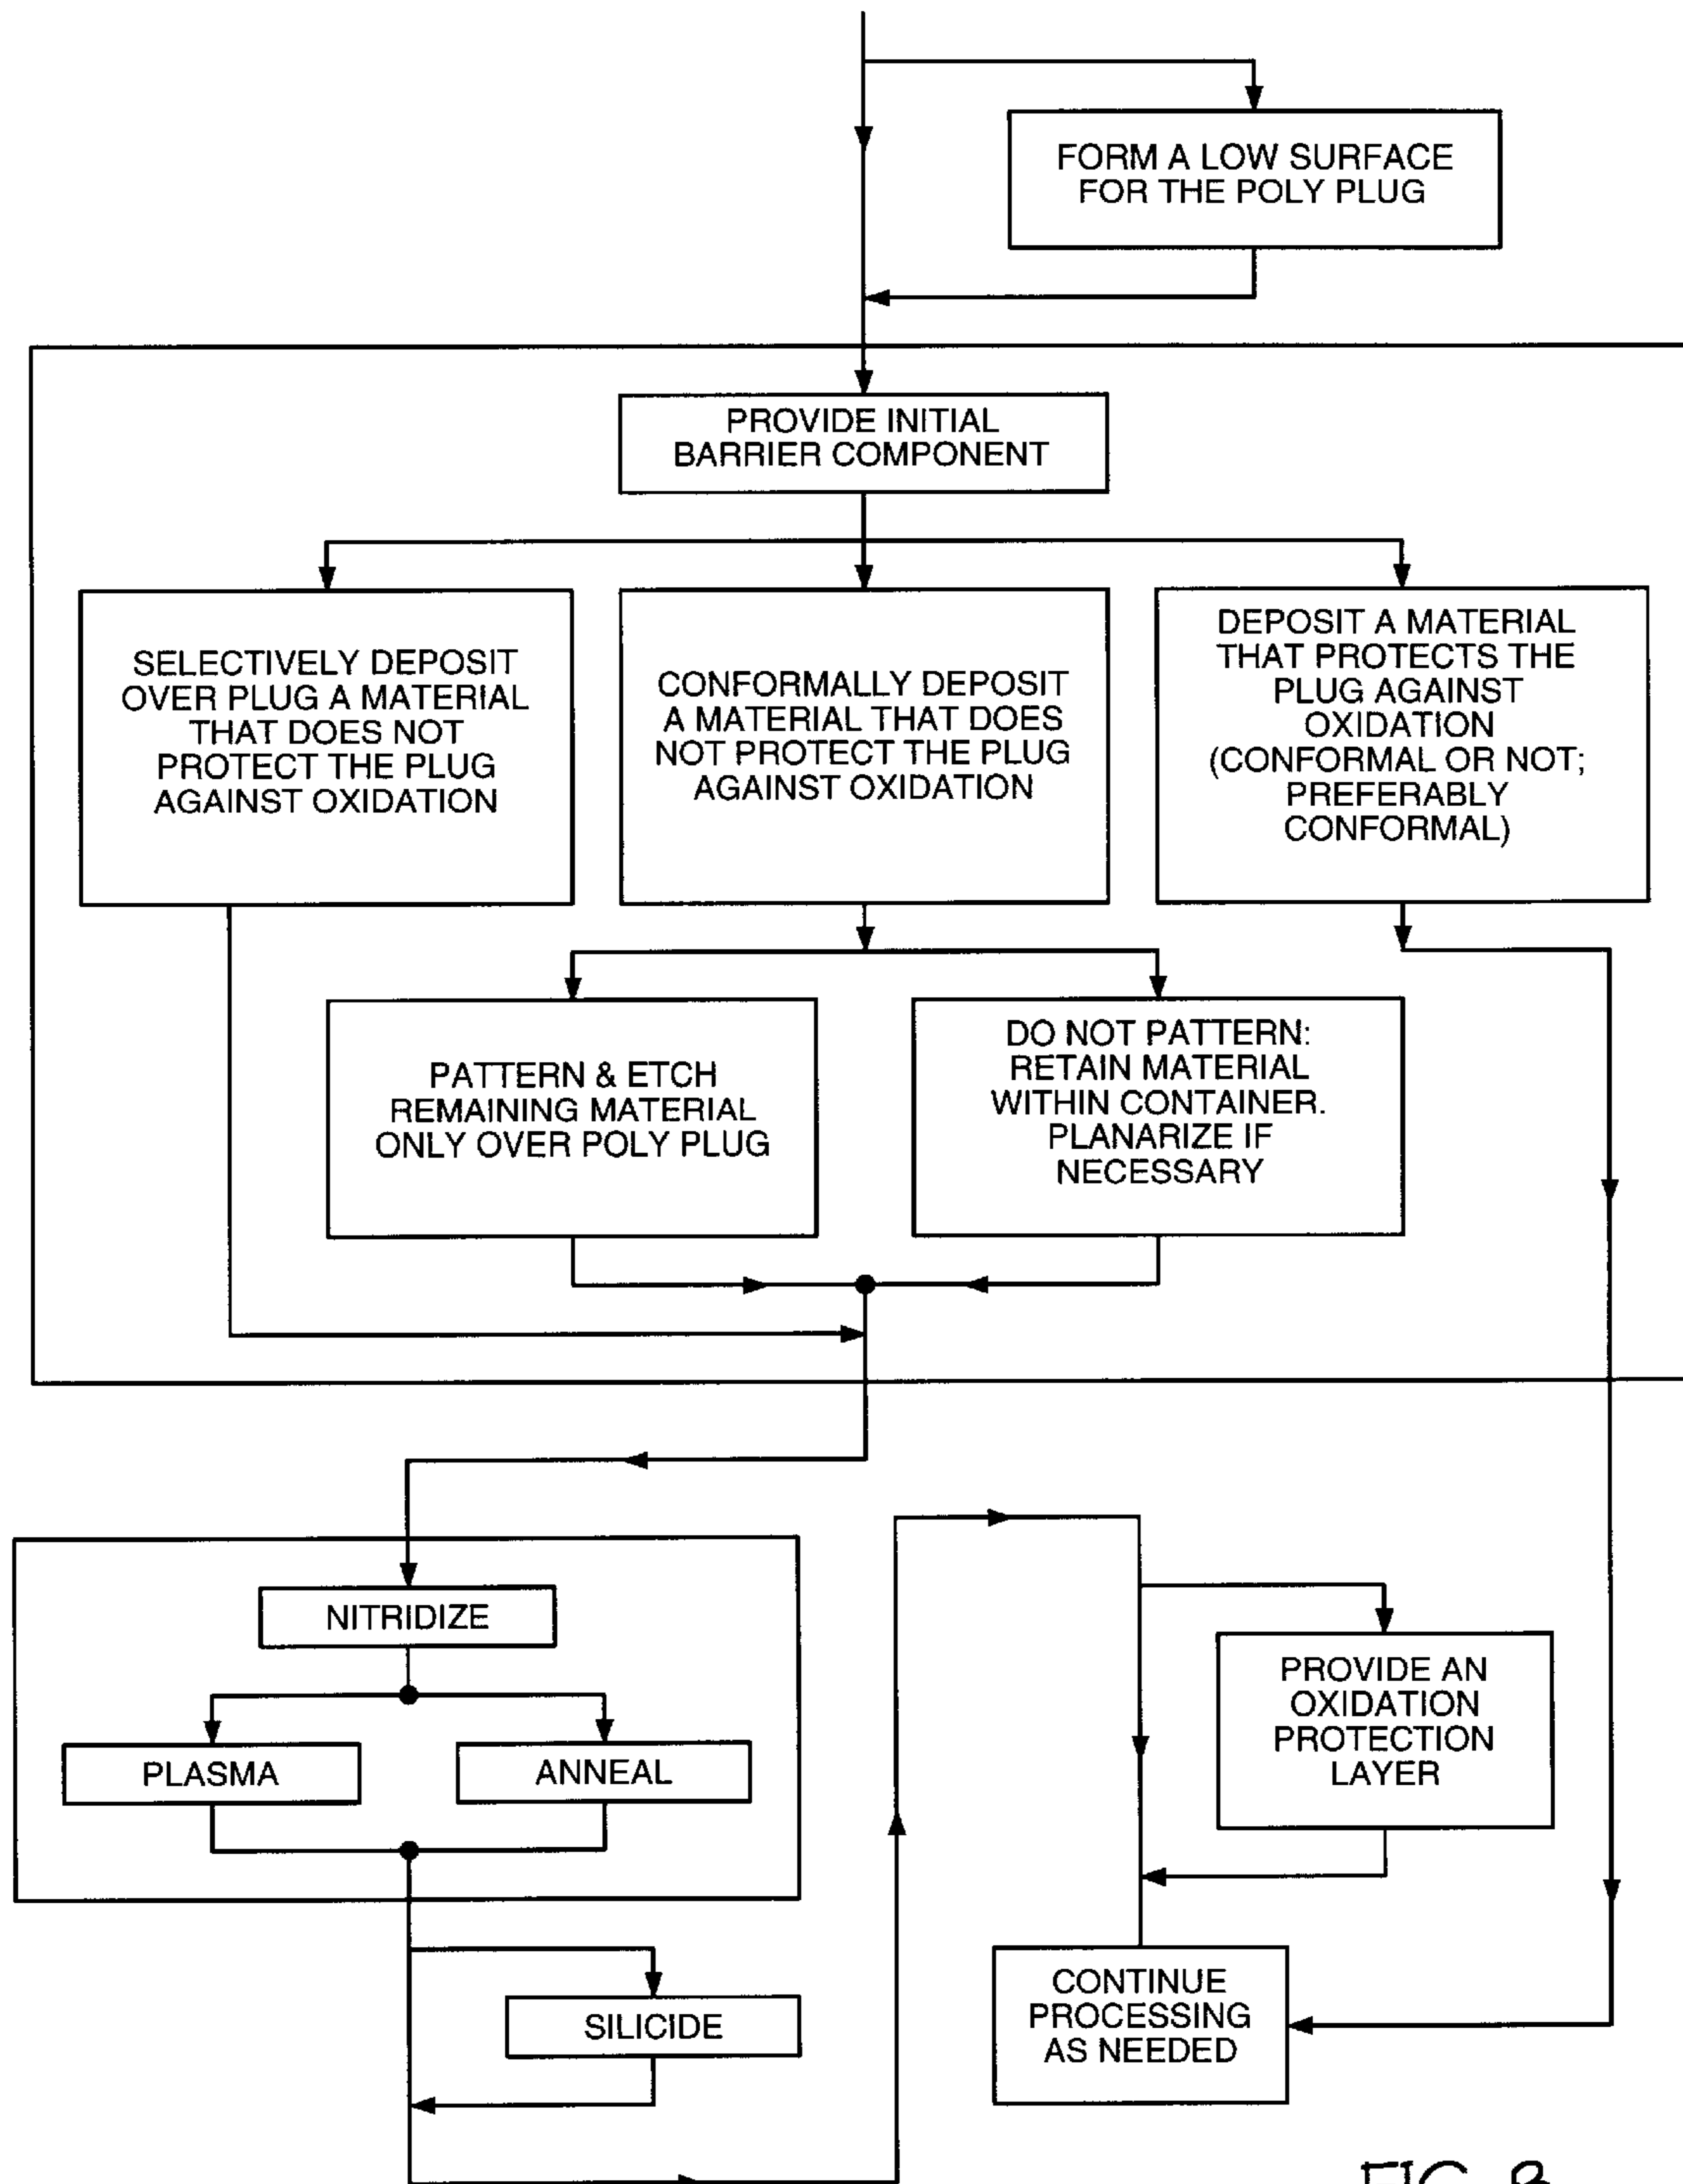 FORM A LOW SURFACE
FOR THE POLY PLUG
PROVIDE INITIAL
BARRIER COMPONENT
SELECTIVELY DEPOSIT
OVER PLUG A MATERIAL
THAT DOES NOT
PROTECT THE PLUG
AGAINST OXIDATION
CONFORMALLY DEPOSIT
A MATERIAL THAT DOES
NOT PROTECT THE PLUG
AGAINST OXIDATION
DEPOSIT A MATERIAL
THAT PROTECTS THE
PLUG AGAINST
OXIDATION
(CONFORMAL OR NOT;
PREFERABLY
CONFORMAL)
PATTERN & ETCH
REMAINING MATERIAL
ONLY OVER POLY PLUG
DO NOT PATTERN:
RETAIN MATERIAL
WITHIN CONTAINER.
PLANARIZE IF
NECESSARY
NITRIDIZE
PLASMA
ANNEAL
SILICIDE
PROVIDE AN
OXIDATION
PROTECTION
LAYER
CONTINUE
PROCESSING
AS NEEDED
FIG. 8